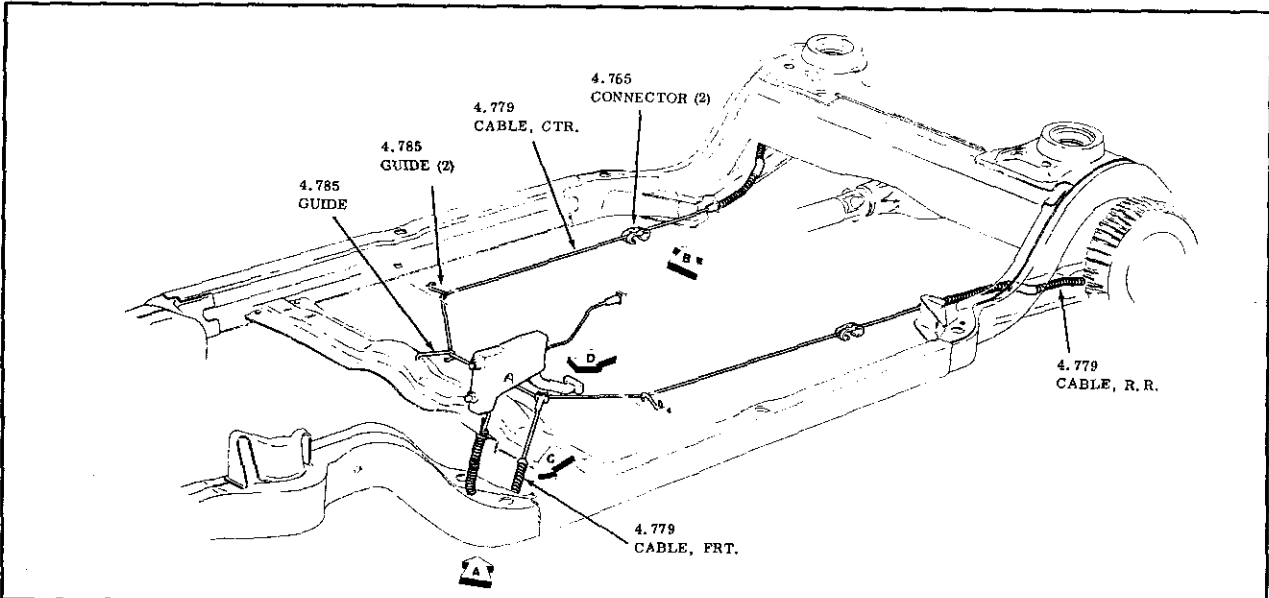 4.765
CONNECTOR (2)
4.779
CABLE, CTR.
4.785
GUIDE (2)
4.785
GUIDE
"B"
D
A
4.779
CABLE, R.R.
C
4.779
CABLE, FRT.
A